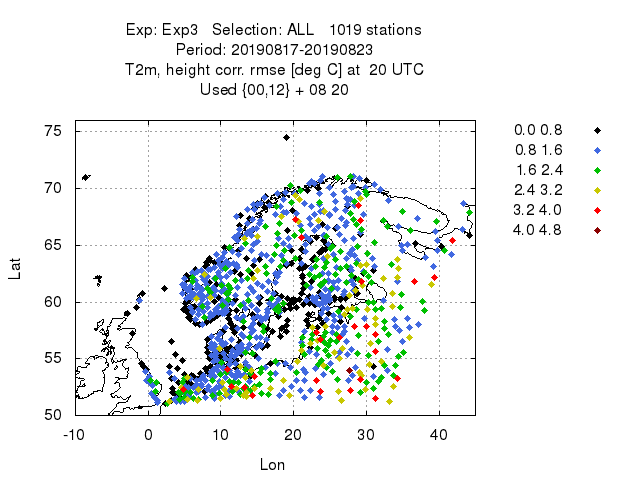 Exp: Exp3   Selection: ALL   1019 stations
Period: 20190817-20190823
T2m, height corr. rmse [deg C] at  20 UTC
Used {00,12} + 08 20
75
70
65
60
55
50
-10 0 10 20 30 40
Lat
Lon
0.0 0.8
0.8 1.6
1.6 2.4
2.4 3.2
3.2 4.0
4.0 4.8